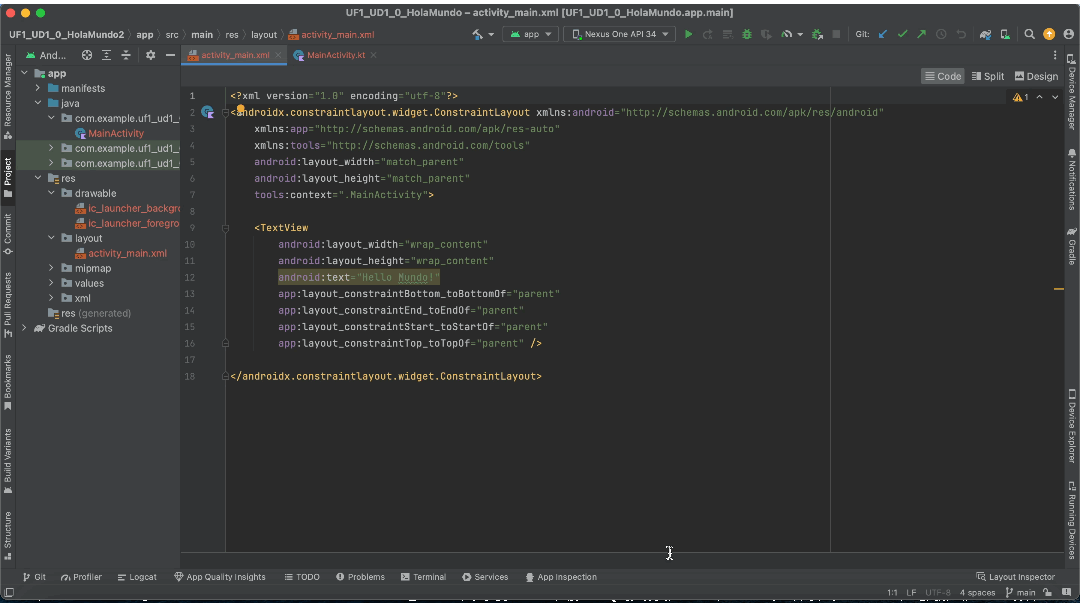 UF1_UD1_0_HolaMundo – activity_main.xml [UF1_UD1_0_HolaMundo.app.main]
UF1_UD1_0_HolaMundo2 app src main res layout activity_main.xml app Nexus One API 34 Git:
And... activity_main.xml MainActivity.kt
Code Split Design
app
manifests
java
com.example.uf1_ud1_
MainActivity
com.example.uf1_ud1_
com.example.uf1_ud1_
res
drawable
ic_launcher_backgro
ic_launcher_foregro
layout
activity_main.xml
mipmap
values
xml
res (generated)
Gradle Scripts
1 <?xml version="1.0" encoding="utf-8"?>
2 <androidx.constraintlayout.widget.ConstraintLayout xmlns:android="http://schemas.android.com/apk/res/android"
3 xmlns:app="http://schemas.android.com/apk/res-auto"
4 xmlns:tools="http://schemas.android.com/tools"
5 android:layout_width="match_parent"
6 android:layout_height="match_parent"
7 tools:context=".MainActivity">
8
9 <TextView
10 android:layout_width="wrap_content"
11 android:layout_height="wrap_content"
12 android:text="Hello Mundo!"
13 app:layout_constraintBottom_toBottomOf="parent"
14 app:layout_constraintEnd_toEndOf="parent"
15 app:layout_constraintStart_toStartOf="parent"
16 app:layout_constraintTop_toTopOf="parent" />
17
18 </androidx.constraintlayout.widget.ConstraintLayout>
1
Resource Manager
Project
Commit
Pull Requests
Bookmarks
Build Variants
Structure
Device Manager
Notifications
Gradle
Device Explorer
Running Devices
Git Profiler Logcat App Quality Insights TODO Problems Terminal Services App Inspection Layout Inspector
1:1 LF UTF-8 4 spaces main